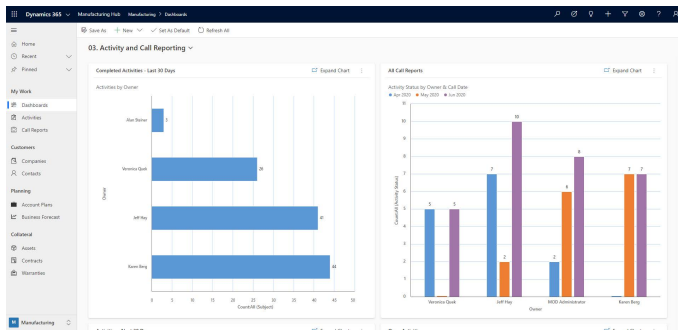 Dynamics 365
Manufacturing Hub Manufacturing > Dashboards
Save As + New Set As Default Refresh All
Home
Recent
Pinned
My Work
Dashboards
Activities
Call Reports
Customers
Companies
Contacts
Planning
Account Plans
Business Forecast
Collateral
Assets
Contracts
Warranties
M Manufacturing
03. Activity and Call Reporting
Completed Activities - Last 30 Days Expand Chart
Activities by Owner
Alan Steiner 3
Veronica Quek 26
Jeff Hay 41
Karen Berg 44
Owner
0 5 10 15 20 25 30 35 40 45 50
CountAll (Subject)
All Call Reports Expand Chart
Activity Status by Owner & Call Date
Apr 2020 May 2020 Jun 2020
11
10
9
8
7
6
5
4
3
2
1
0
CountAll (Activity Status)
5 5
7 2 10
2 6 8
7 7
Veronica Quek Jeff Hay MOD Administrator Karen Berg
Owner